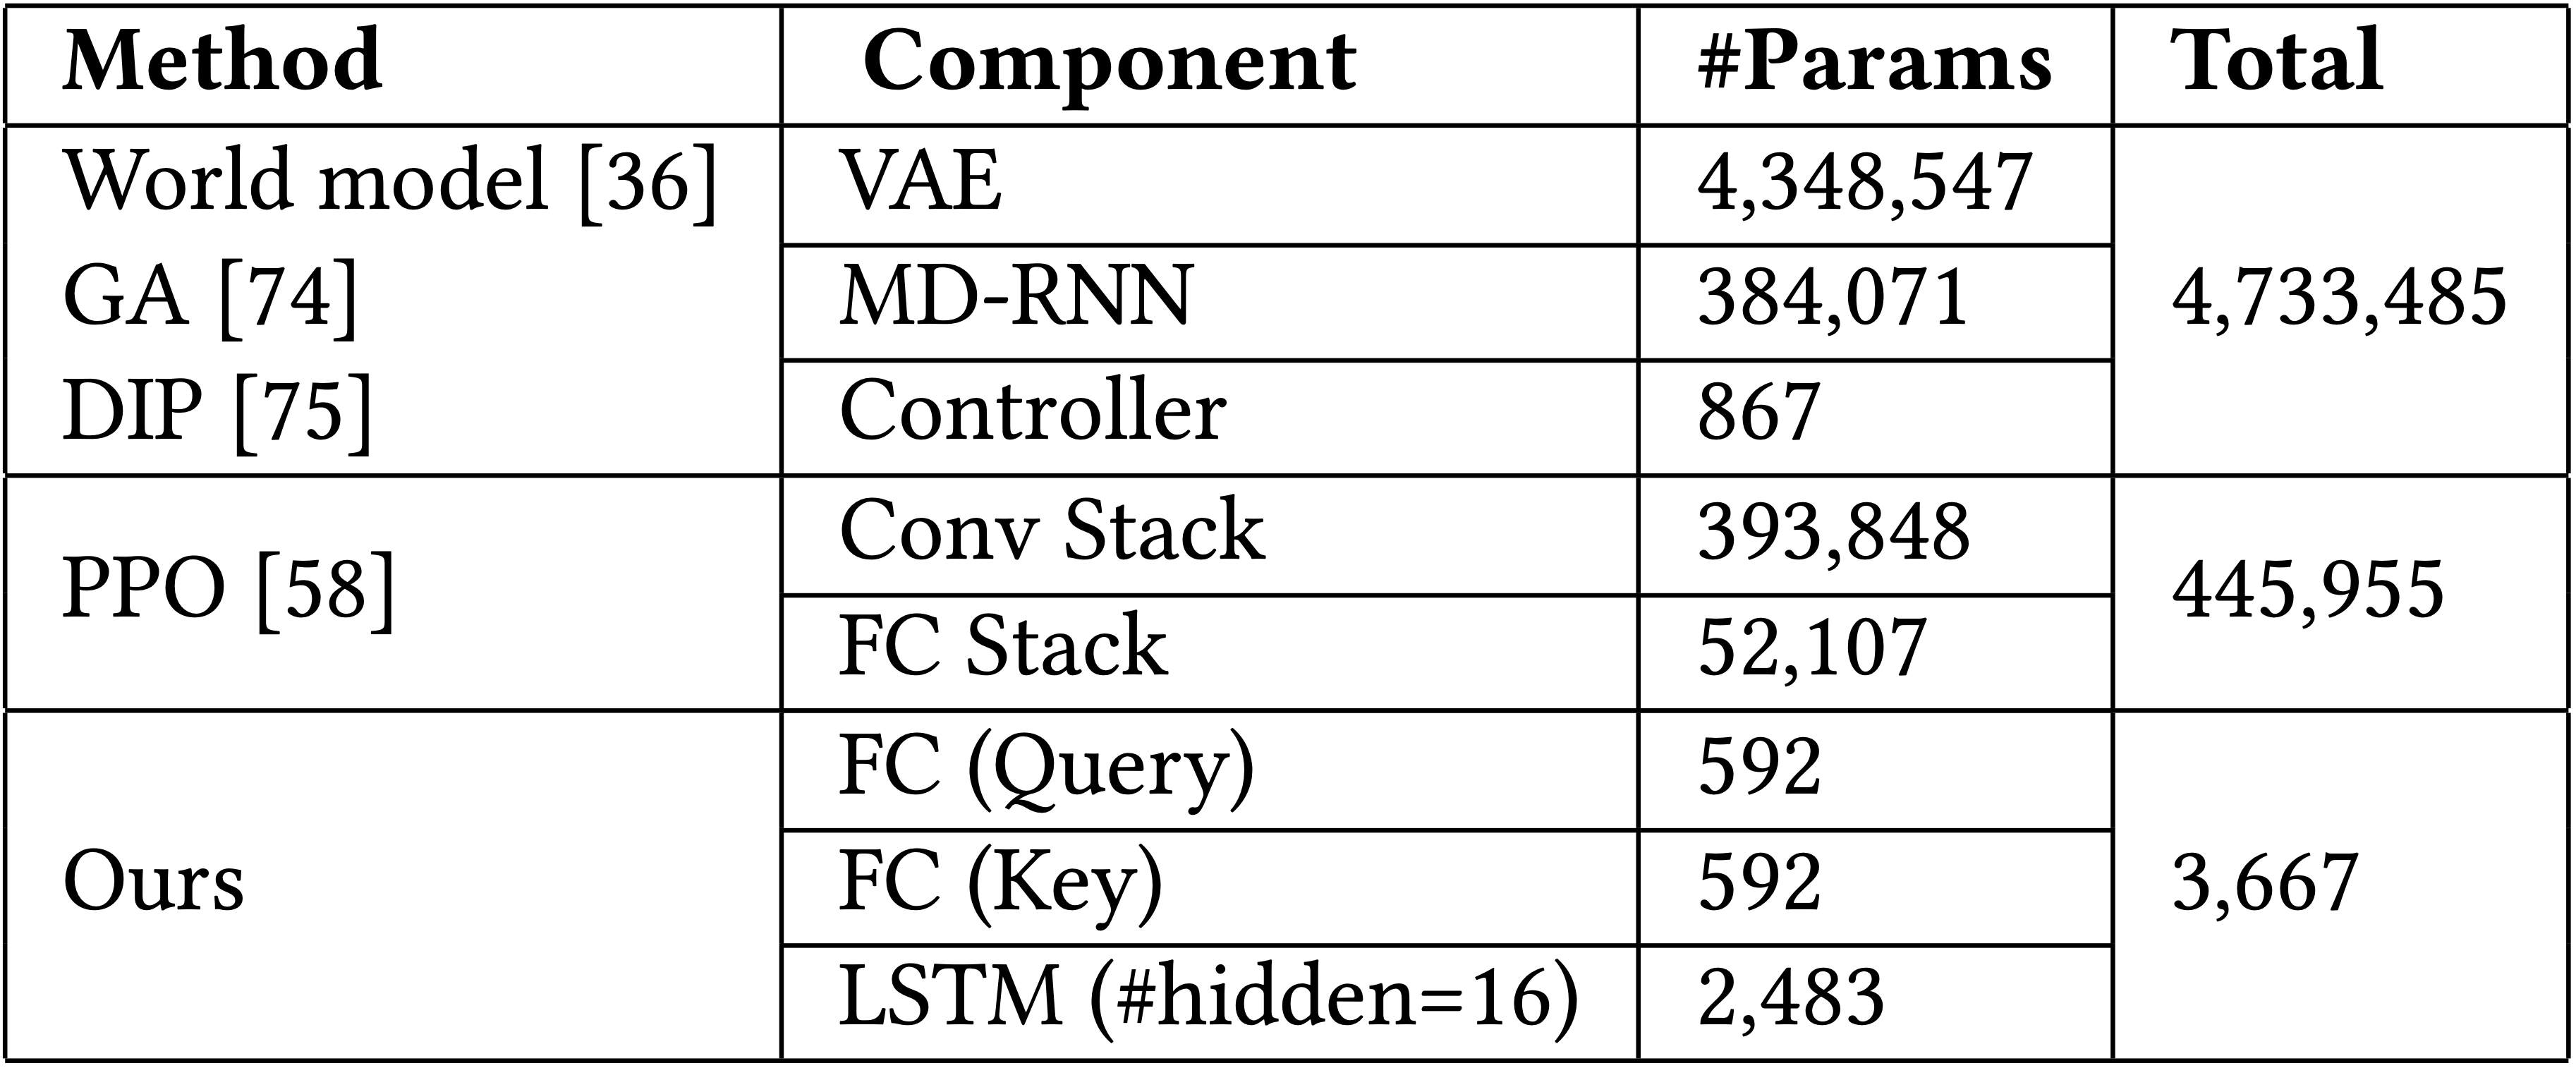 Method Component #Params Total
World model [36] VAE 4,348,547
GA [74] MD-RNN 384,071 4,733,485
DIP [75] Controller 867
Conv Stack 393,848
PPO [58] 445,955
FC Stack 52,107
FC (Query) 592
Ours FC (Key) 592 3,667
LSTM (#hidden=16) 2,483